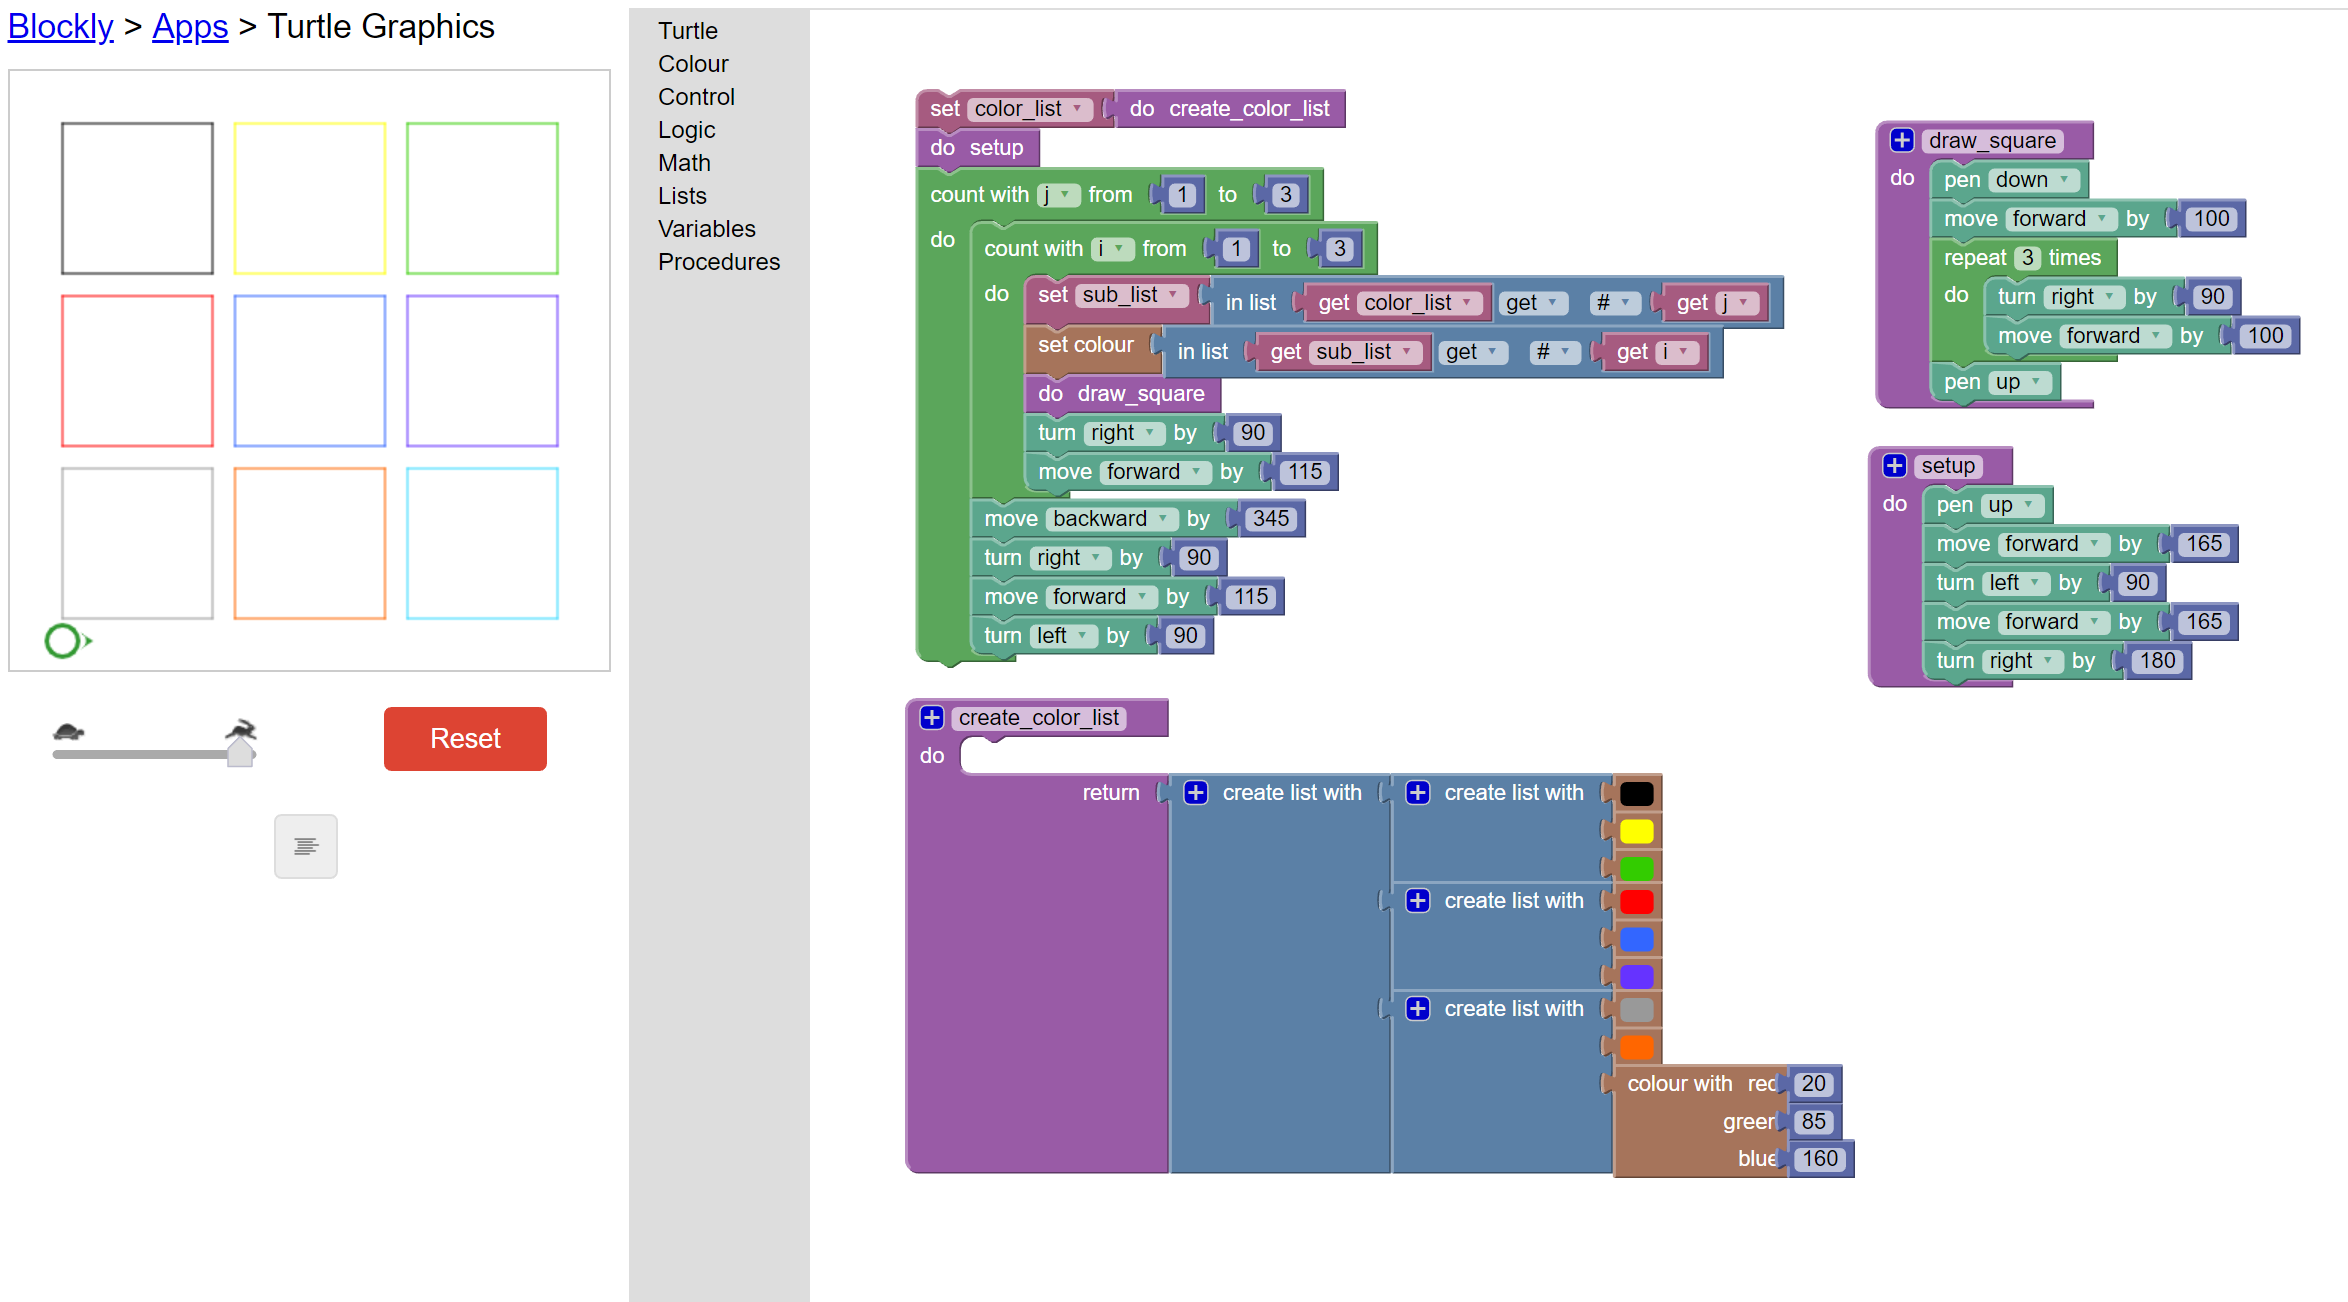 Blockly > Apps > Turtle Graphics
Reset
Turtle
Colour
Control
Logic
Math
Lists
Variables
Procedures
set color_list do create_color_list
do setup
count with j from 1 to 3
do count with i from 1 to 3
do set sub_list in list get color_list get # get j
set colour in list get sub_list get # get i
do draw_square
turn right by 90
move forward by 115
move backward by 345
turn right by 90
move forward by 115
turn left by 90
draw_square
do pen down
move forward by 100
repeat 3 times
do turn right by 90
move forward by 100
pen up
setup
do pen up
move forward by 165
turn left by 90
move forward by 165
turn right by 180
create_color_list
do
return create list with create list with
create list with
create list with
colour with red 20
green 85
blue 160